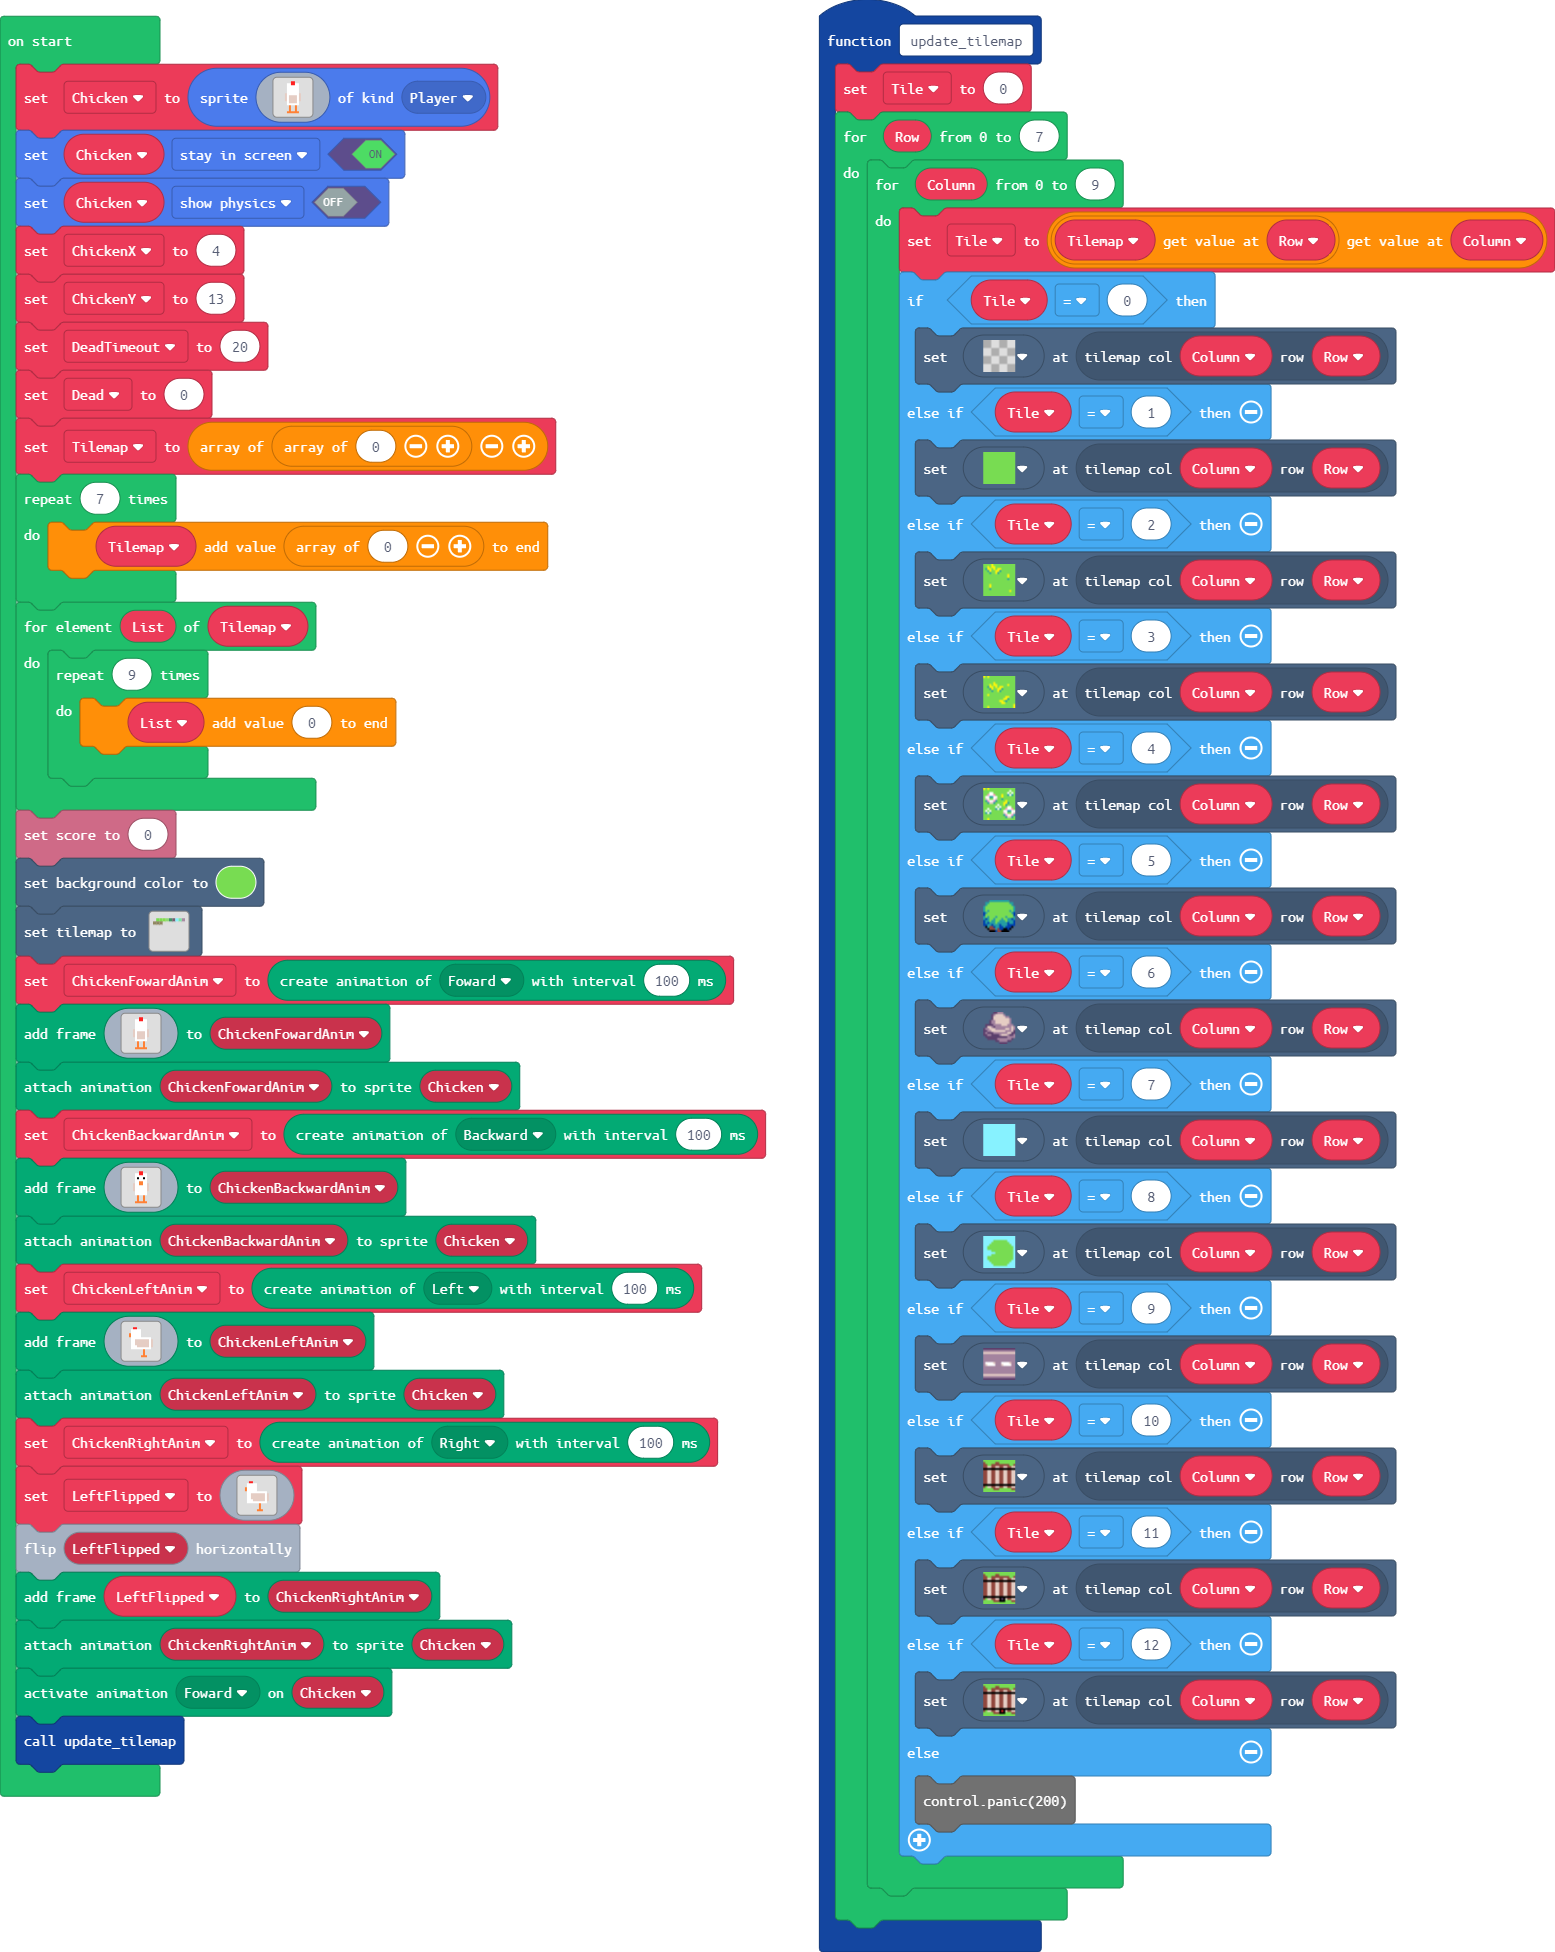 on start
set Chicken to sprite of kind Player
set Chicken stay in screen ON
set Chicken show physics OFF
set ChickenX to 4
set ChickenY to 13
set DeadTimeout to 20
set Dead to 0
set Tilemap to array of array of 0
repeat 7 times
do Tilemap add value array of 0 to end
for element List of Tilemap
do repeat 9 times
do List add value 0 to end
set score to 0
set background color to
set tilemap to
set ChickenFowardAnim to create animation of Foward with interval 100 ms
add frame to ChickenFowardAnim
attach animation ChickenFowardAnim to sprite Chicken
set ChickenBackwardAnim to create animation of Backward with interval 100 ms
add frame to ChickenBackwardAnim
attach animation ChickenBackwardAnim to sprite Chicken
set ChickenLeftAnim to create animation of Left with interval 100 ms
add frame to ChickenLeftAnim
attach animation ChickenLeftAnim to sprite Chicken
set ChickenRightAnim to create animation of Right with interval 100 ms
set LeftFlipped to
flip LeftFlipped horizontally
add frame LeftFlipped to ChickenRightAnim
attach animation ChickenRightAnim to sprite Chicken
activate animation Foward on Chicken
call update_tilemap
function update_tilemap
set Tile to 0
for Row from 0 to 7
do for Column from 0 to 9
do set Tile to Tilemap get value at Row get value at Column
if Tile = 0 then
set at tilemap col Column row Row
else if Tile = 1 then
set at tilemap col Column row Row
else if Tile = 2 then
set at tilemap col Column row Row
else if Tile = 3 then
set at tilemap col Column row Row
else if Tile = 4 then
set at tilemap col Column row Row
else if Tile = 5 then
set at tilemap col Column row Row
else if Tile = 6 then
set at tilemap col Column row Row
else if Tile = 7 then
set at tilemap col Column row Row
else if Tile = 8 then
set at tilemap col Column row Row
else if Tile = 9 then
set at tilemap col Column row Row
else if Tile = 10 then
set at tilemap col Column row Row
else if Tile = 11 then
set at tilemap col Column row Row
else if Tile = 12 then
set at tilemap col Column row Row
else
control.panic(200)